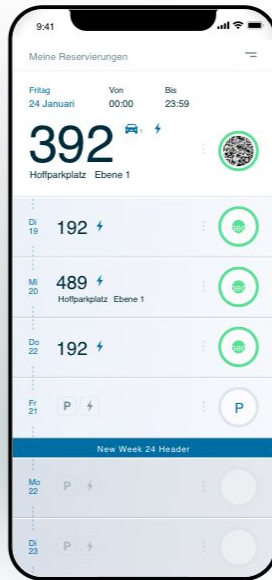 9:41
Meine Reservierungen
Fritag Von Bis
24 Januari 00:00 23:59
392
Hoffparkplatz Ebene 1
Di
19
192
Mi
20
489
Hoffparkplatz Ebene 1
Do
22
192
Fr
21
P
P
New Week 24 Header
Mo
22
P
Di
23
P